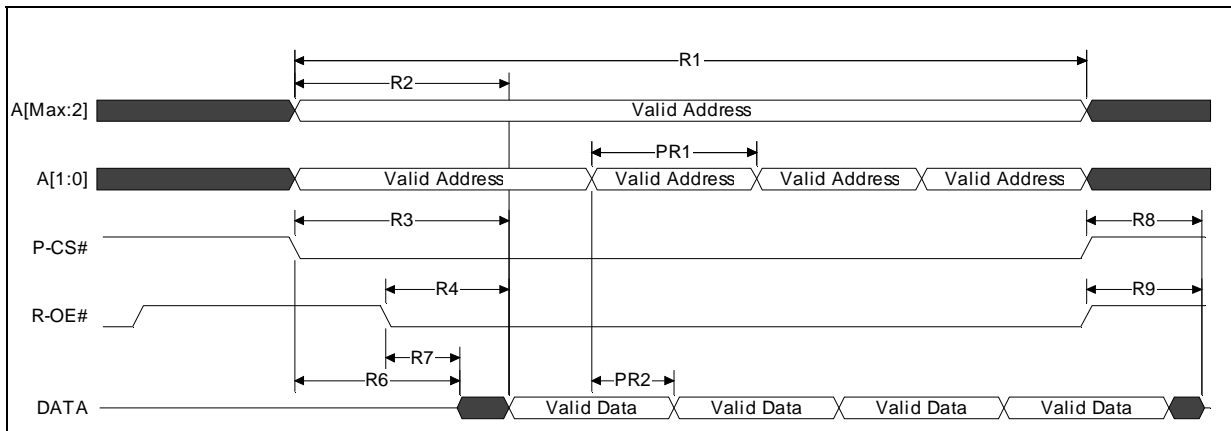 R1
R2
A[Max:2] Valid Address
PR1
A[1:0] Valid Address Valid Address Valid Address Valid Address
R3 R8
P-CS#
R4 R9
R-OE#
R7
R6 PR2
DATA Valid Data Valid Data Valid Data Valid Data